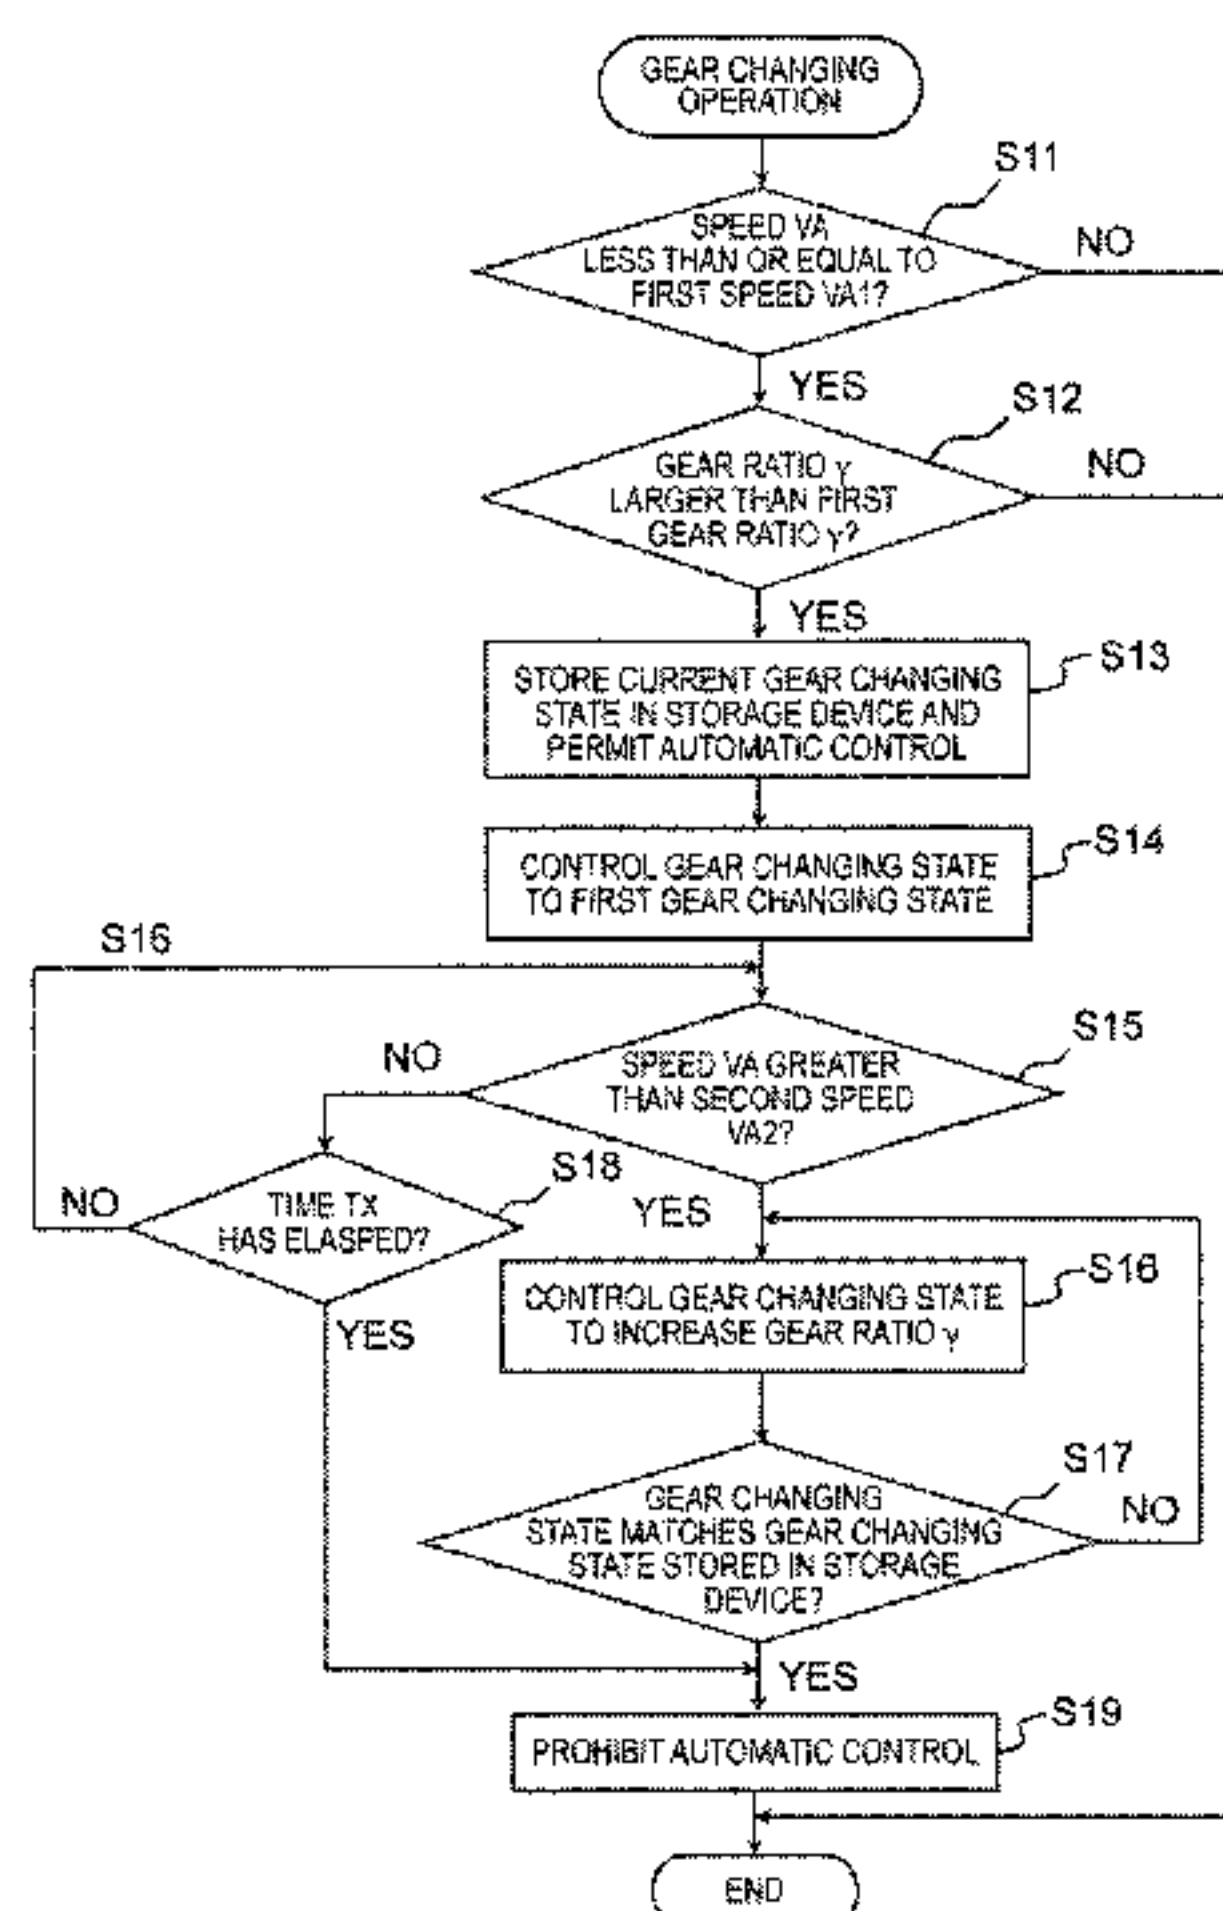 GEAR CHANGING
OPERATION
S11
SPEED VA
LESS THAN OR EQUAL TO
FIRST SPEED VA1?
NO
YES
S12
GEAR RATIO γ
LARGER THAN FIRST
GEAR RATIO γ?
NO
YES
S13
STORE CURRENT GEAR CHANGING
STATE IN STORAGE DEVICE AND
PERMIT AUTOMATIC CONTROL
S14
CONTROL GEAR CHANGING STATE
TO FIRST GEAR CHANGING STATE
S16
S15
NO
SPEED VA GREATER
THAN SECOND SPEED
VA2?
S18
NO
TIME TX
HAS ELASPED?
YES
YES
S16
CONTROL GEAR CHANGING STATE
TO INCREASE GEAR RATIO γ
S17
GEAR CHANGING
STATE MATCHES GEAR CHANGING
STATE STORED IN STORAGE
DEVICE?
NO
YES
S19
PROHIBIT AUTOMATIC CONTROL
END